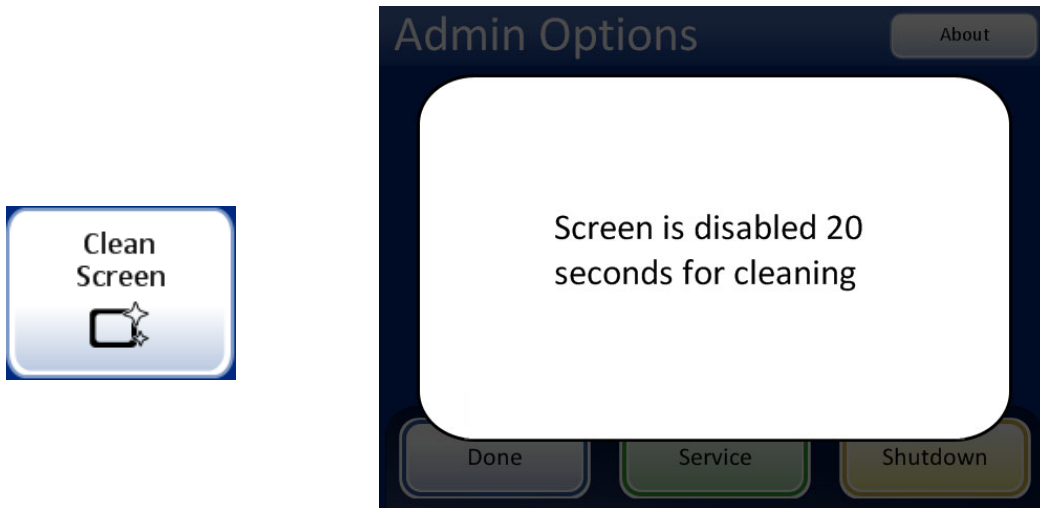 Clean
Screen
Admin Options
About
Screen is disabled 20
seconds for cleaning
Done
Service
Shutdown